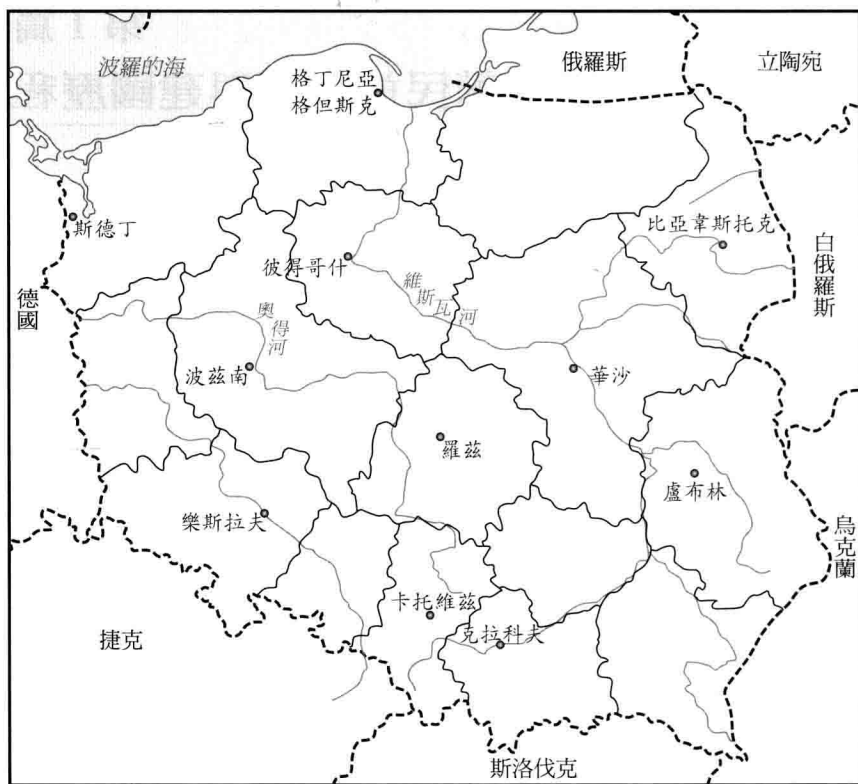 波羅的海
格丁尼亞
格但斯克
俄羅斯
立陶宛
斯德丁
彼得哥什
比亞韋斯托克
白俄羅斯
德國
奧得河
維斯瓦河
波茲南
華沙
羅茲
盧布林
樂斯拉夫
烏克蘭
卡托維茲
克拉科夫
捷克
斯洛伐克